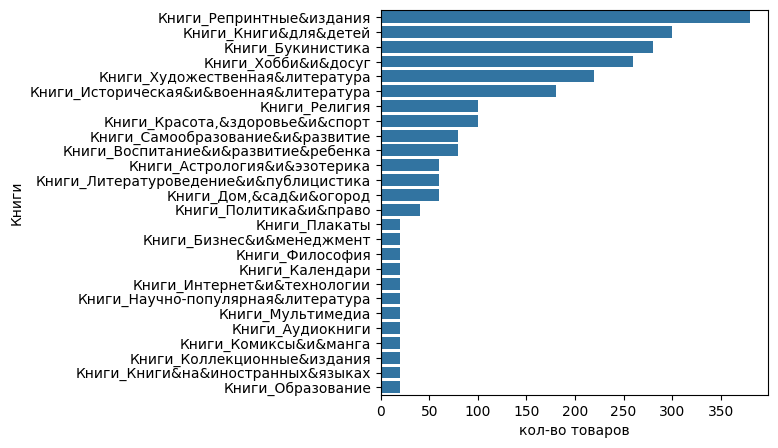 Книги_Репринтные&издания
Книги_Книги&для&детей
Книги_Букинистика
Книги_Хобби&и&досуг
Книги_Художественная&литература
Книги_Историческая&и&военная&литература
Книги_Религия
Книги_Красота,&здоровье&и&спорт
Книги_Самообразование&и&развитие
Книги_Воспитание&и&развитие&ребенка
Книги_Астрология&и&эзотерика
Книги_Литературоведение&и&публицистика
Книги_Дом,&сад&и&огород
Книги_Политика&и&право
Книги_Плакаты
Книги_Бизнес&и&менеджмент
Книги_Философия
Книги_Календари
Книги_Интернет&и&технологии
Книги_Научно-популярная&литература
Книги_Мультимедиа
Книги_Аудиокниги
Книги_Комиксы&и&манга
Книги_Коллекционные&издания
Книги_Книги&на&иностранных&языках
Книги_Образование
Книги
0 50 100 150 200 250 300 350
кол-во товаров